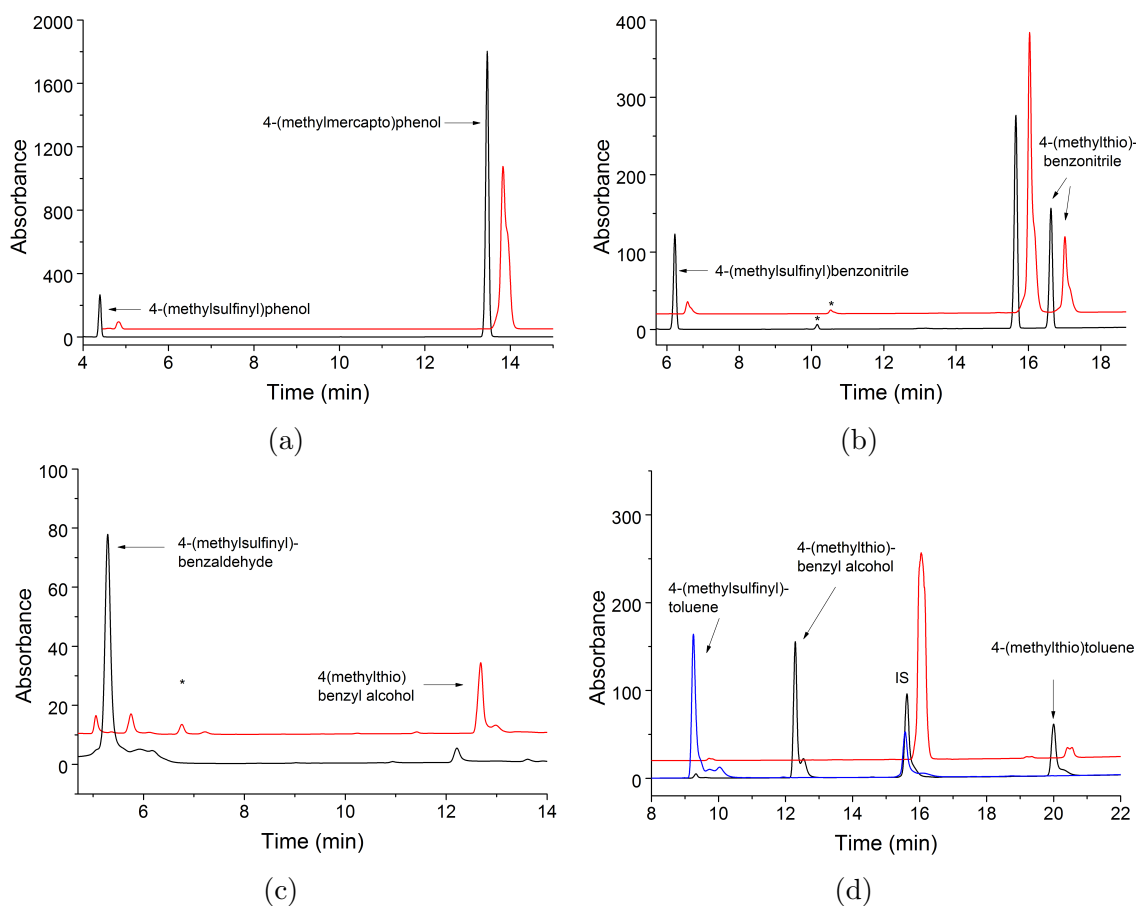 2000
1600
1200
800
400
0
Absorbance
4-(methylmercapto)phenol
4-(methylsulfinyl)phenol
4 6 8 10 12 14
Time (min)
(a)
400
300
200
100
0
Absorbance
4-(methylthio)-
benzonitrile
4-(methylsulfinyl)benzonitrile
*
*
6 8 10 12 14 16 18
Time (min)
(b)
100
80
60
40
20
0
Absorbance
4-(methylsulfinyl)-
benzaldehyde
*
4(methylthio)
benzyl alcohol
6 8 10 12 14
Time (min)
(c)
300
200
100
0
Absorbance
4-(methylthio)-
benzyl alcohol
4-(methylsulfinyl)-
toluene
4-(methylthio)toluene
IS
8 10 12 14 16 18 20 22
Time (min)
(d)